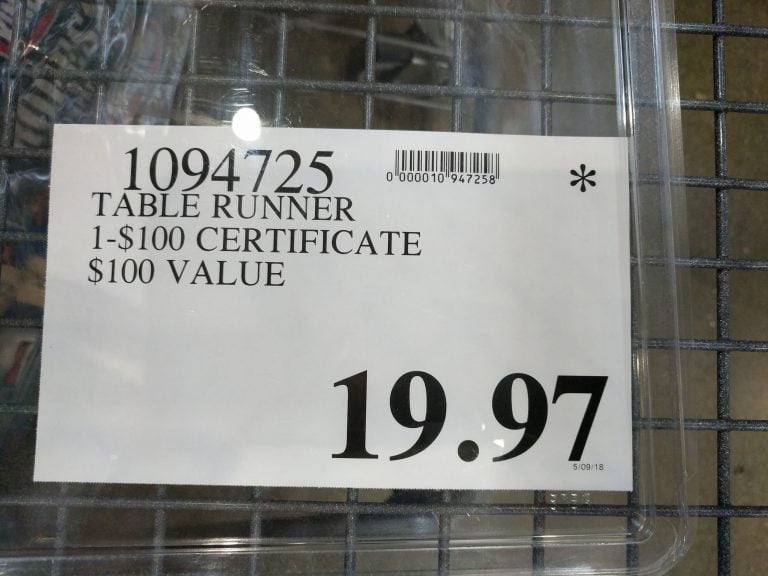 1094725
0 000010 947258
*
TABLE RUNNER
1-$100 CERTIFICATE
$100 VALUE
19.97
5/09/18